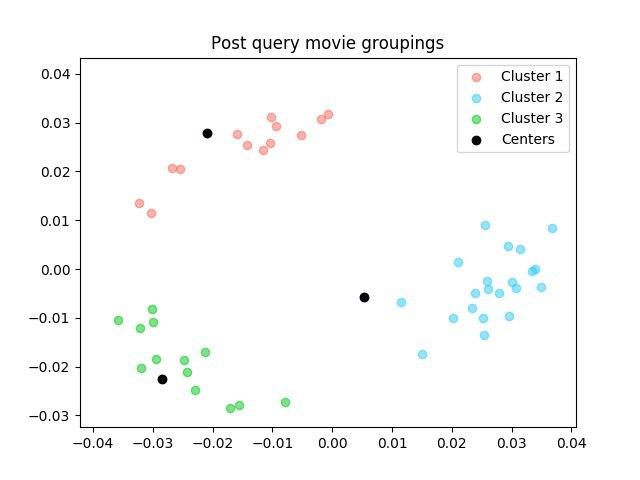 Post query movie groupings
Cluster 1
Cluster 2
Cluster 3
Centers
0.04
0.03
0.02
0.01
0.00
−0.01
−0.02
−0.03
−0.04 −0.03 −0.02 −0.01 0.00 0.01 0.02 0.03 0.04